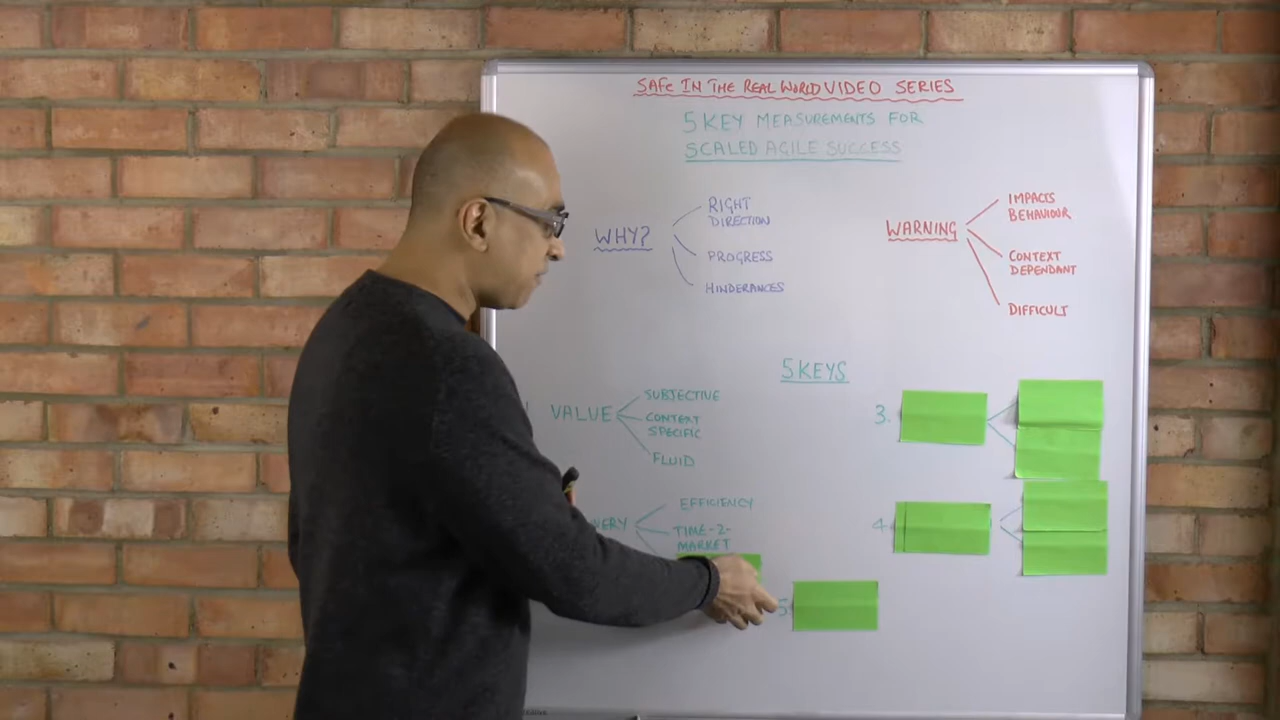 SAFe IN THE REAL WORLD VIDEO SERIES
5 KEY MEASUREMENTS FOR
SCALED AGILE SUCCESS
WHY?
RIGHT
DIRECTION
PROGRESS
HINDERANCES
WARNING
IMPACTS
BEHAVIOUR
CONTEXT
DEPENDANT
DIFFICULT
5 KEYS
VALUE
SUBJECTIVE
CONTEXT
SPECIFIC
FLUID
VERY
EFFICIENCY
TIME-2-
MARKET
3.
4
5